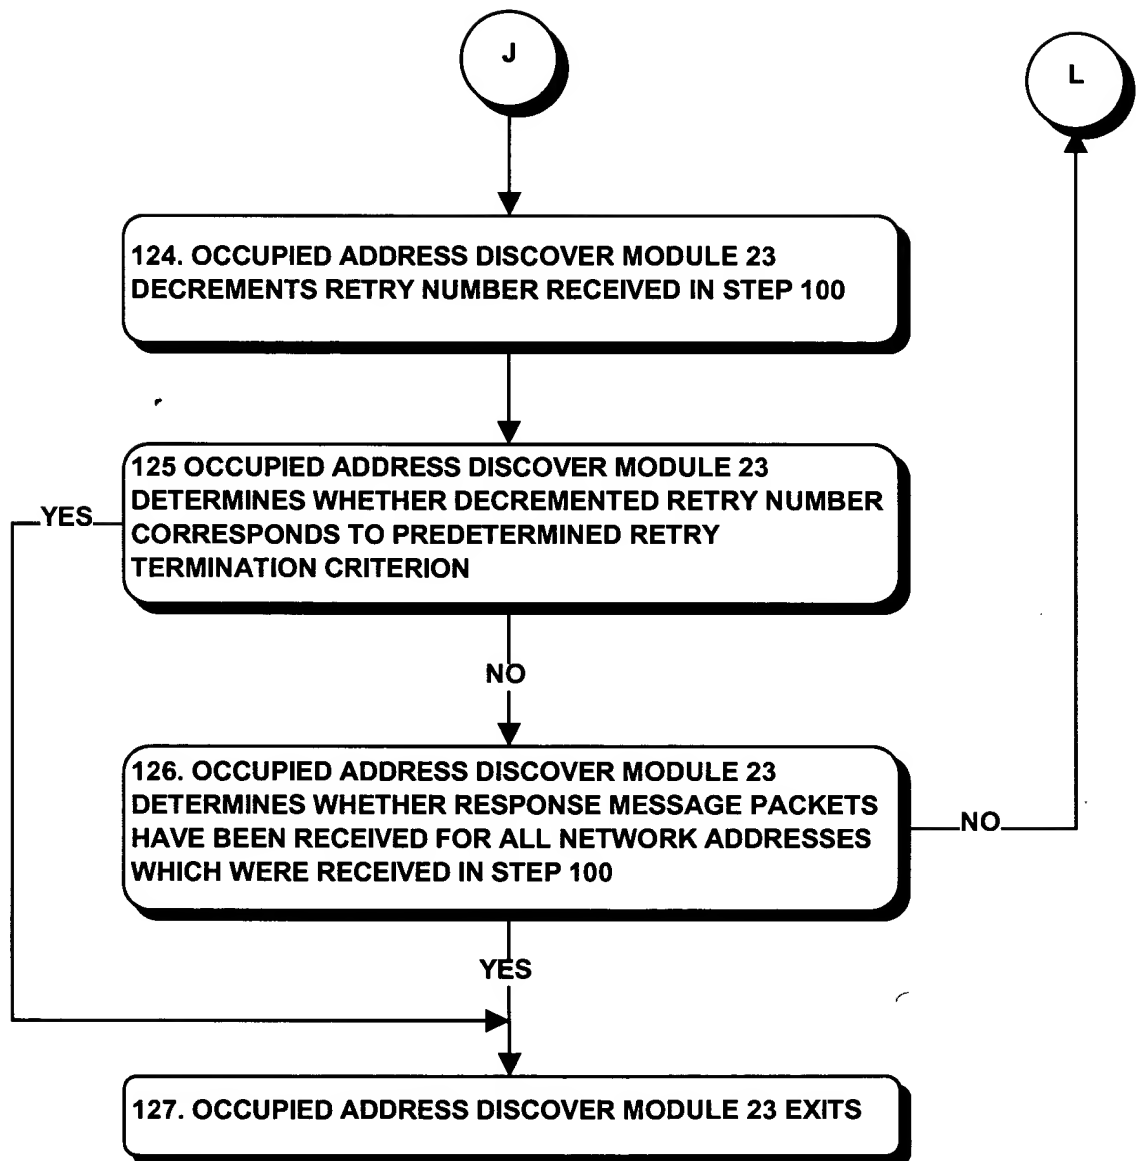 J
L
124. OCCUPIED ADDRESS DISCOVER MODULE 23
DECREMENTS RETRY NUMBER RECEIVED IN STEP 100
125 OCCUPIED ADDRESS DISCOVER MODULE 23
DETERMINES WHETHER DECREMENTED RETRY NUMBER
CORRESPONDS TO PREDETERMINED RETRY
TERMINATION CRITERION
YES
NO
126. OCCUPIED ADDRESS DISCOVER MODULE 23
DETERMINES WHETHER RESPONSE MESSAGE PACKETS
HAVE BEEN RECEIVED FOR ALL NETWORK ADDRESSES
WHICH WERE RECEIVED IN STEP 100
NO
YES
127. OCCUPIED ADDRESS DISCOVER MODULE 23 EXITS